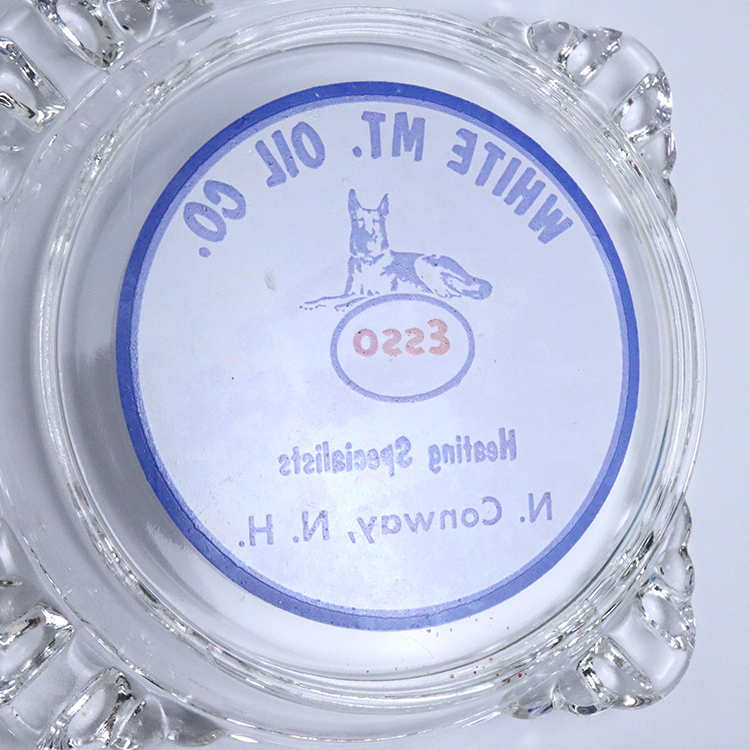 WHITE MT. OIL CO.
Esso
Heating Specialists
N. Conway, N. H.